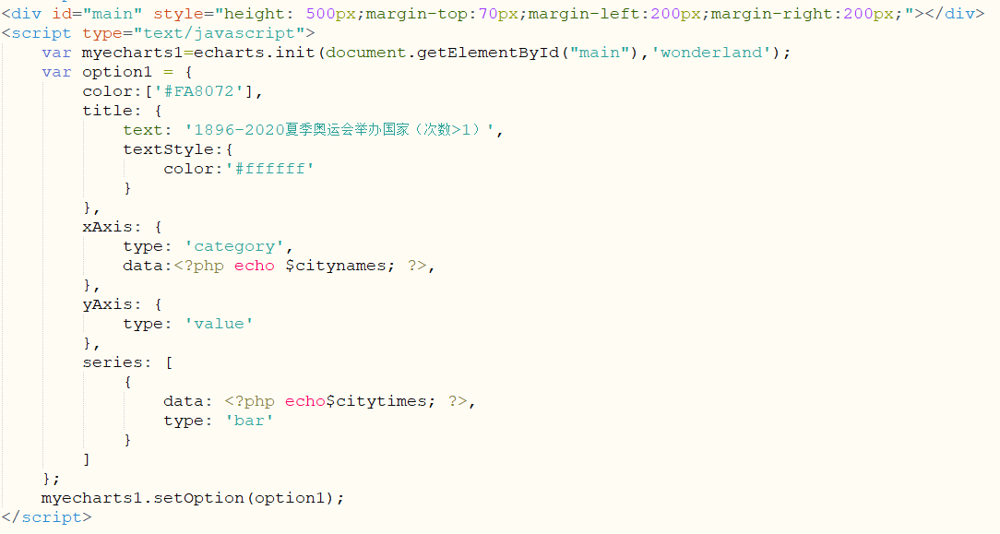 <div id="main" style="height: 500px;margin-top:70px;margin-left:200px;margin-right:200px;"></div>
<script type="text/javascript">
    var myecharts1=echarts.init(document.getElementById("main"),'wonderland');
    var option1 = {
        color:['#FA8072'],
        title: {
            text: '1896-2020夏季奥运会举办国家（次数>1）',
            textStyle:{
                color:'#ffffff'
            }
        },
        xAxis: {
            type: 'category',
            data:<?php echo $citynames; ?>,
        },
        yAxis: {
            type: 'value'
        },
        series: [
            {
                data: <?php echo$citytimes; ?>,
                type: 'bar'
            }
        ]
    };
    myecharts1.setOption(option1);
</script>